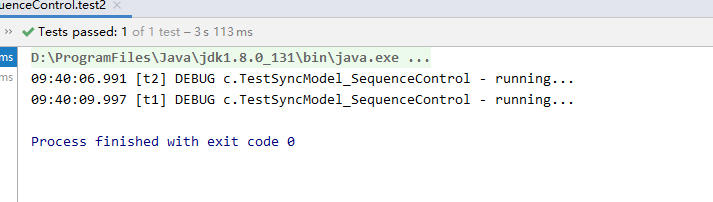 uenceControl.test2 ×
›› Tests passed: 1 of 1 test – 3 s 113 ms
ms D:\ProgramFiles\Java\jdk1.8.0_131\bin\java.exe ...
ms 09:40:06.991 [t2] DEBUG c.TestSyncModel_SequenceControl - running...
09:40:09.997 [t1] DEBUG c.TestSyncModel_SequenceControl - running...
Process finished with exit code 0